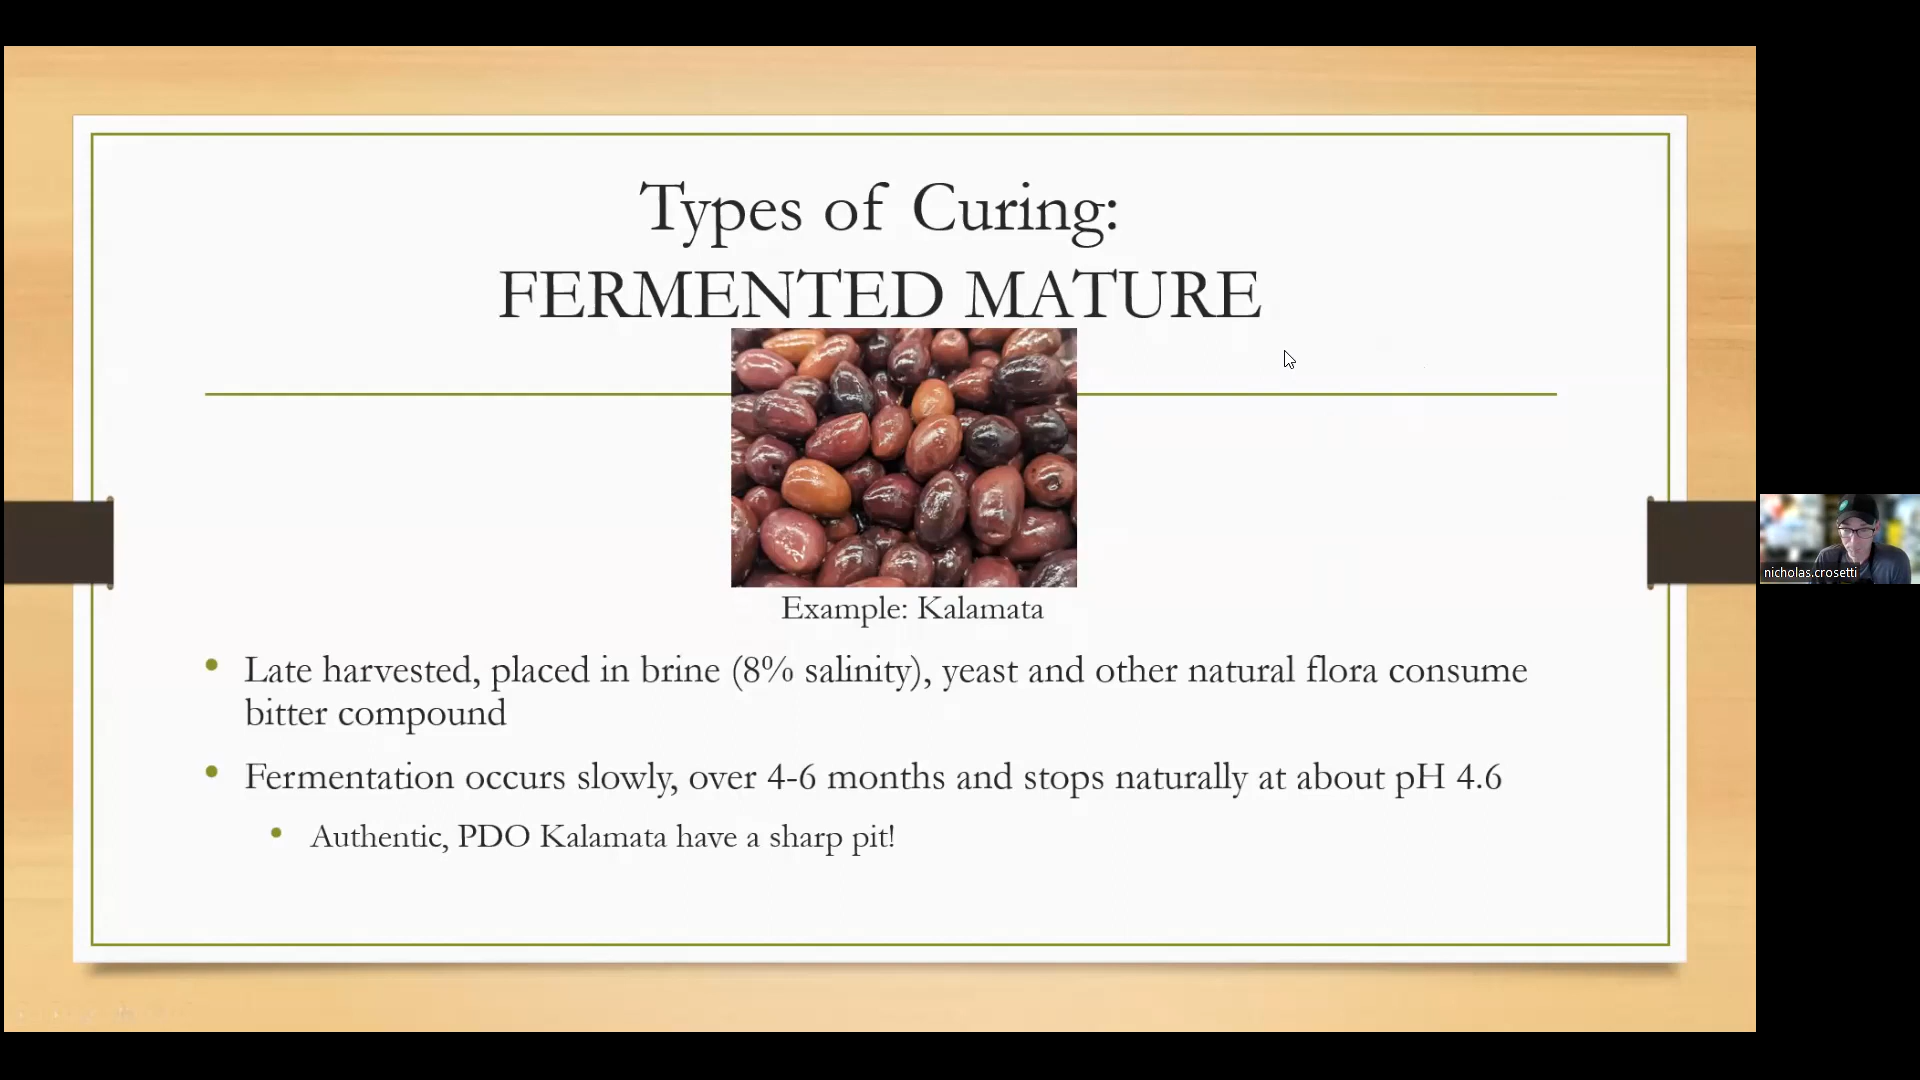 Types of Curing:
FERMENTED MATURE
Example: Kalamata
• Late harvested, placed in brine (8% salinity), yeast and other natural flora consume
bitter compound
• Fermentation occurs slowly, over 4-6 months and stops naturally at about pH 4.6
• Authentic, PDO Kalamata have a sharp pit!
nicholas.crosetti